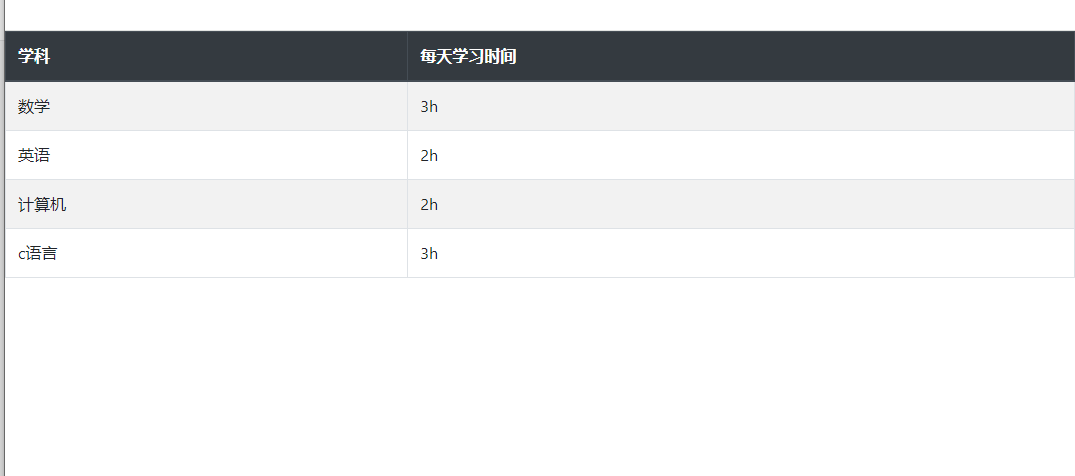 学科 每天学习时间
数学 3h
英语 2h
计算机 2h
c语言 3h